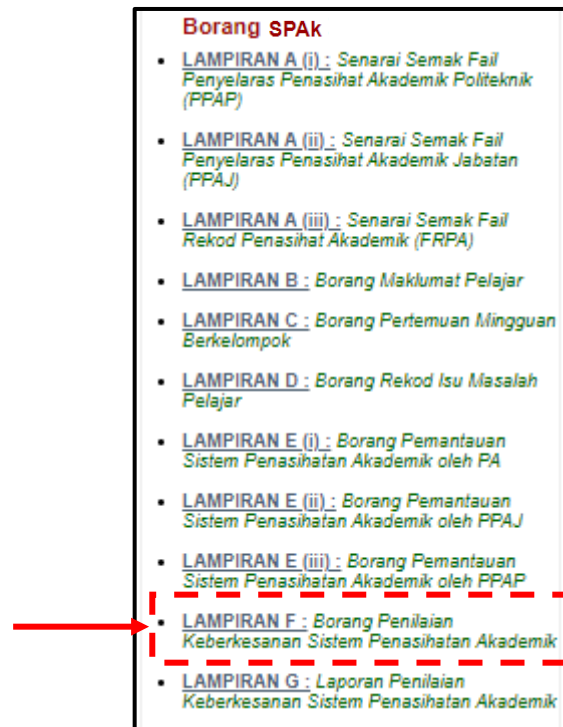 Borang SPAk
LAMPIRAN A (i) : Senarai Semak Fail
Penyelaras Penasihat Akademik Politeknik
(PPAP)
LAMPIRAN A (ii) : Senarai Semak Fail
Penyelaras Penasihat Akademik Jabatan
(PPAJ)
LAMPIRAN A (iii) : Senarai Semak Fail
Rekod Penasihat Akademik (FRPA)
LAMPIRAN B : Borang Maklumat Pelajar
LAMPIRAN C : Borang Pertemuan Mingguan
Berkelompok
LAMPIRAN D : Borang Rekod Isu Masalah
Pelajar
LAMPIRAN E (i) : Borang Pemantauan
Sistem Penasihatan Akademik oleh PA
LAMPIRAN E (ii) : Borang Pemantauan
Sistem Penasihatan Akademik oleh PPAJ
LAMPIRAN E (iii) : Borang Pemantauan
Sistem Penasihatan Akademik oleh PPAP
LAMPIRAN F : Borang Penilaian
Keberkesanan Sistem Penasihatan Akademik
LAMPIRAN G : Laporan Penilaian
Keberkesanan Sistem Penasihatan Akademik